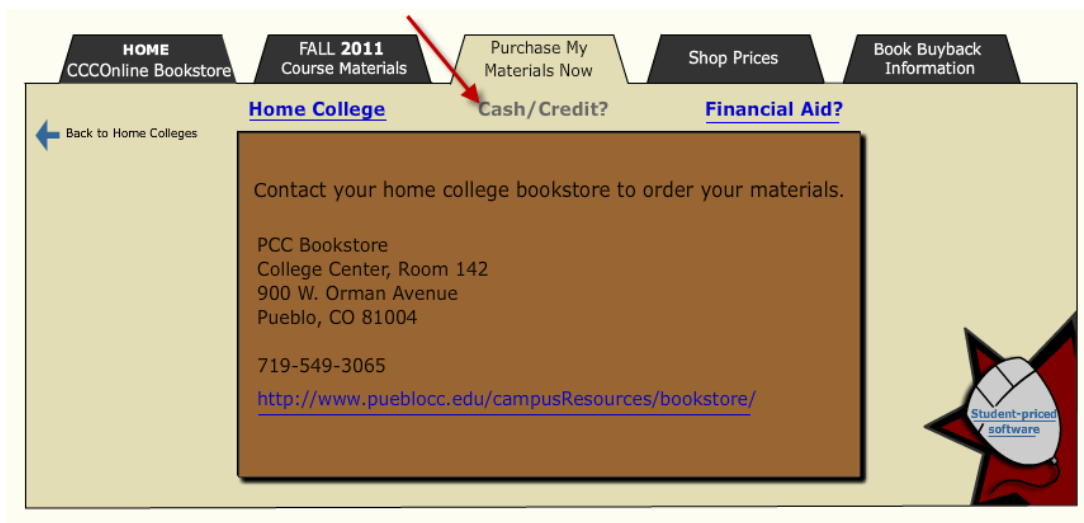 HOME
CCCOnline Bookstore
FALL 2011
Course Materials
Purchase My
Materials Now
Shop Prices
Book Buyback
Information
Home College
Cash/Credit?
Financial Aid?
Back to Home Colleges
Contact your home college bookstore to order your materials.
PCC Bookstore
College Center, Room 142
900 W. Orman Avenue
Pueblo, CO 81004
719-549-3065
http://www.pueblocc.edu/campusResources/bookstore/
Student-priced
software